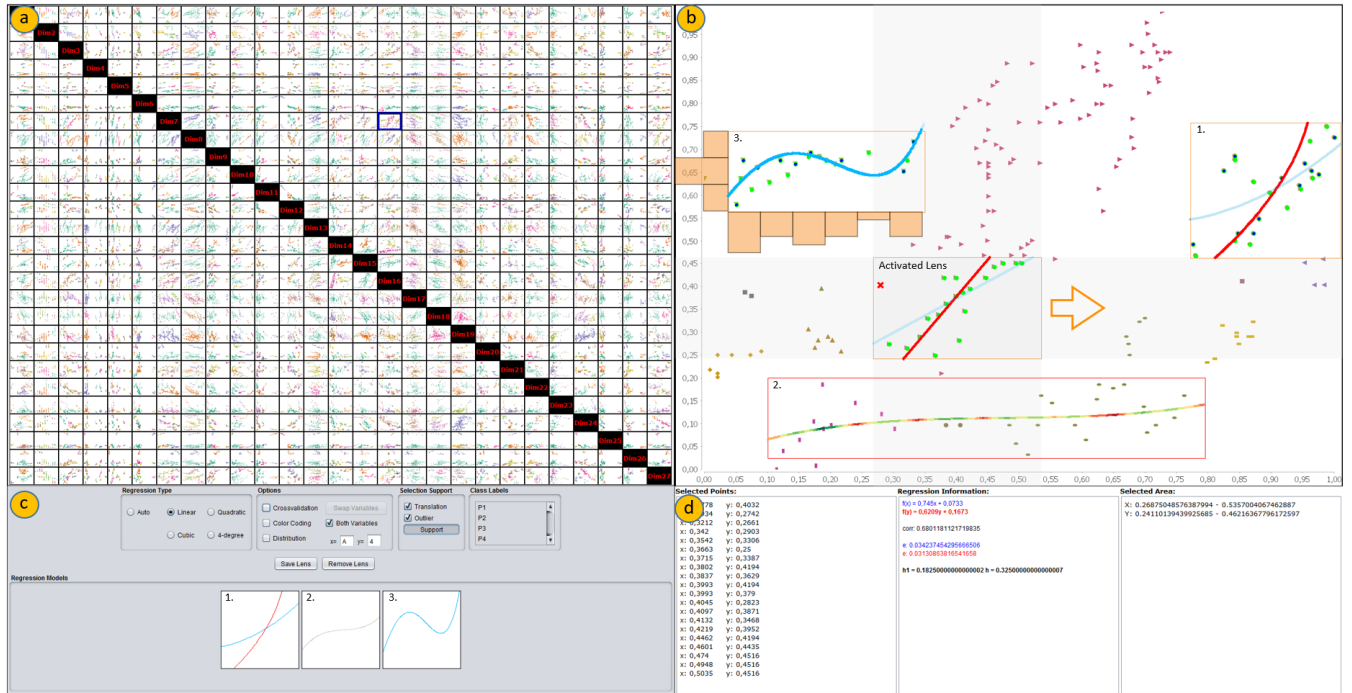 a
Dim2
Dim3
Dim4
Dim5
Dim6
Dim7
Dim8
Dim9
Dim10
Dim11
Dim12
Dim13
Dim14
Dim15
Dim16
Dim17
Dim18
Dim19
Dim20
Dim21
Dim22
Dim23
Dim24
Dim25
Dim26
Dim27
b
0,95
0,90
0,85
0,80
0,75
0,70
0,65
0,60
0,55
0,50
0,45
0,40
0,35
0,30
0,25
0,20
0,15
0,10
0,05
0,00
3.
1.
Activated Lens
2.
0,00 0,05 0,10 0,15 0,20 0,25 0,30 0,35 0,40 0,45 0,50 0,55 0,60 0,65 0,70 0,75 0,80 0,85 0,90 0,95 1,00
c
Regression Type
Auto Linear Quadratic
Cubic 4-degree
Options
Crossvalidation Swap Variables
Color Coding Both Variables
Distribution x= A y= 4
Selection Support
Translation
Outlier
Support
Class Labels
P1
P2
P3
P4
Save Lens Remove Lens
Regression Models
1. 2. 3.
d
Selected Points:
y: 0,4032
y: 0,2742
x: 0,3212 y: 0,2661
x: 0,342 y: 0,2903
x: 0,3542 y: 0,3306
x: 0,3663 y: 0,25
x: 0,3715 y: 0,3387
x: 0,3802 y: 0,4194
x: 0,3837 y: 0,3629
x: 0,3993 y: 0,4194
x: 0,3993 y: 0,379
x: 0,4045 y: 0,2823
x: 0,4097 y: 0,3871
x: 0,4132 y: 0,3468
x: 0,4219 y: 0,3952
x: 0,4462 y: 0,4194
x: 0,4601 y: 0,4435
x: 0,474 y: 0,4516
x: 0,4948 y: 0,4516
x: 0,5035 y: 0,4516
Regression Information:
f(x) = 0,745x + 0,0733
f(y) = 0,6209y + 0,1673
corr: 0.6801181121719835
e: 0.034237454295666506
e: 0.03130853816541658
h1 = 0.18250000000000002 h = 0.32500000000000007
Selected Area:
X: 0.26875048576387994 - 0.5357004067462887
Y: 0.24110139439925685 - 0.46216367796172597